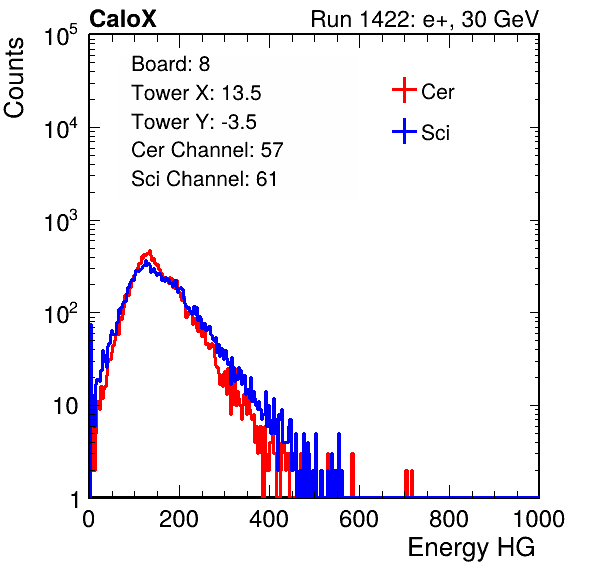 CaloX Run 1422: e+, 30 GeV
Counts
10^5
10^4
10^3
10^2
10
1
Board: 8
Tower X: 13.5
Tower Y: -3.5
Cer Channel: 57
Sci Channel: 61
Cer
Sci
0 200 400 600 800 1000
Energy HG